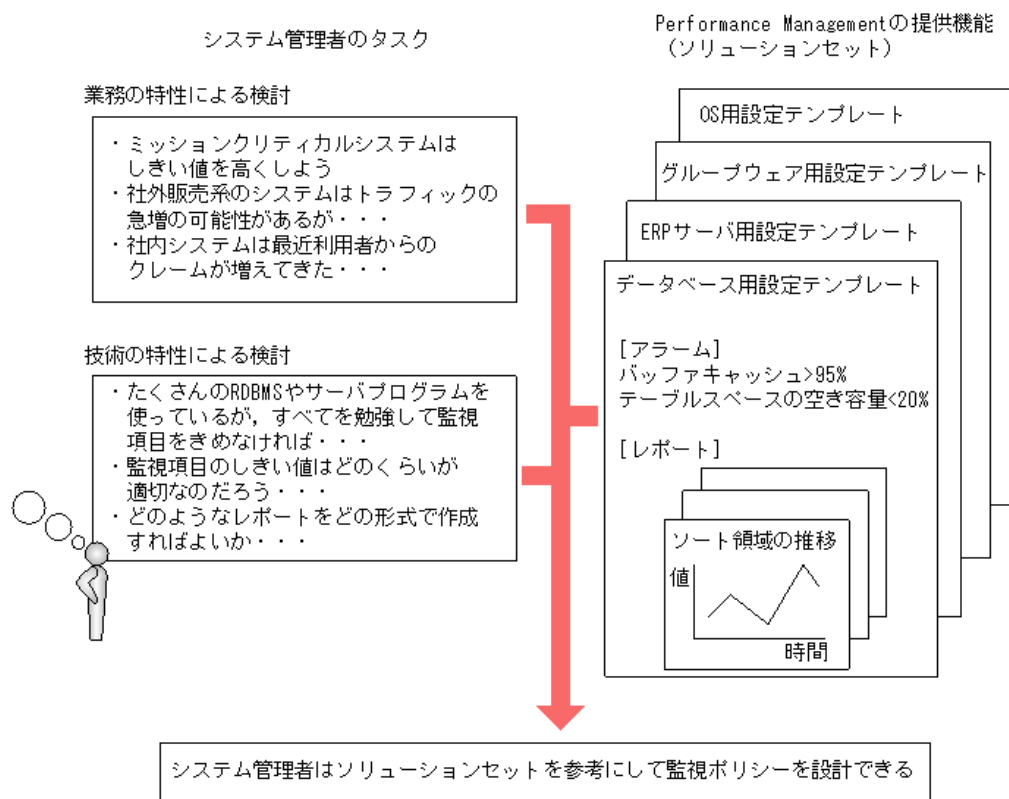 システム管理者のタスク
業務の特性による検討
・ミッションクリティカルシステムは
しきい値を高くしよう
・社外販売系のシステムはトラフィックの
急増の可能性があるが・・・
・社内システムは最近利用者からの
クレームが増えてきた・・・
技術の特性による検討
・たくさんのRDBMSやサーバプログラムを
使っているが，すべてを勉強して監視
項目をきめなければ・・・
・監視項目のしきい値はどのくらいが
適切なのだろう・・・
・どのようなレポートをどの形式で作成
すればよいか・・・
Performance Managementの提供機能
（ソリューションセット）
OS用設定テンプレート
グループウェア用設定テンプレート
ERPサーバ用設定テンプレート
データベース用設定テンプレート
[アラーム]
バッファキャッシュ>95%
テーブルスペースの空き容量<20%
[レポート]
ソート領域の推移
値
時間
システム管理者はソリューションセットを参考にして監視ポリシーを設計できる